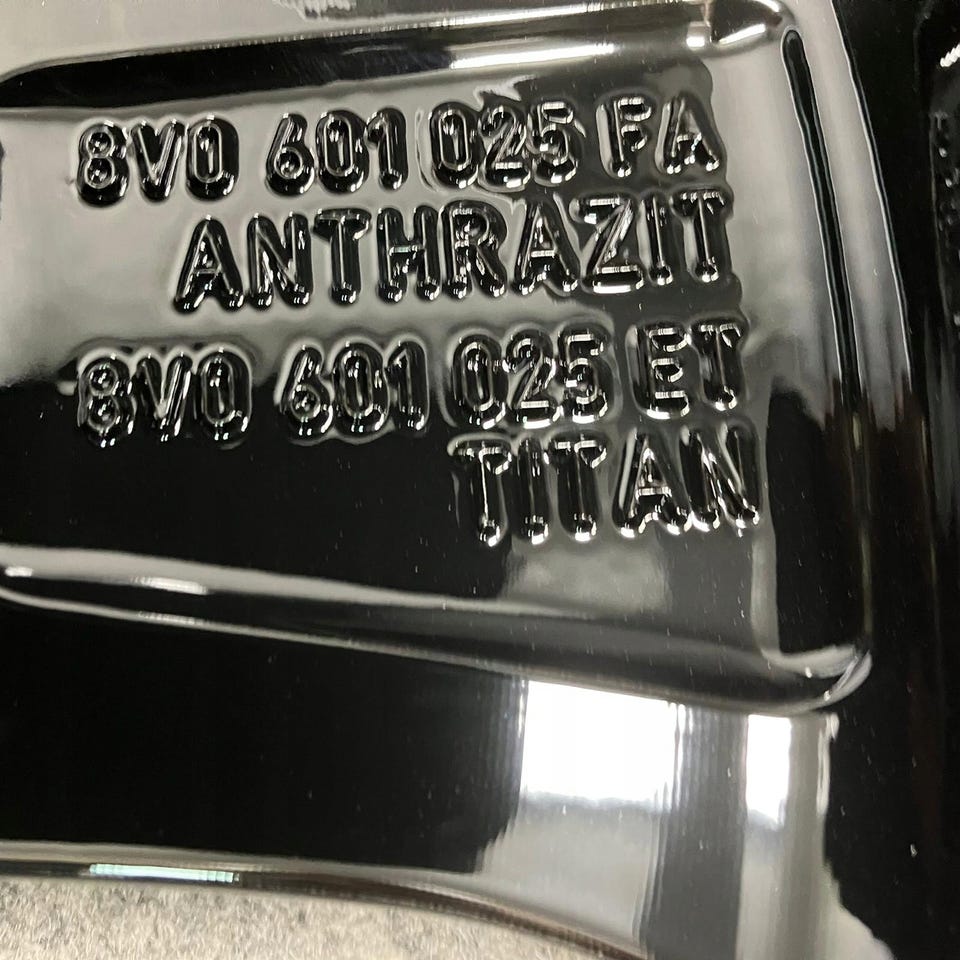 8V0 601 025 FA
ANTHRAZIT
8V0 601 025 ET
TITAN